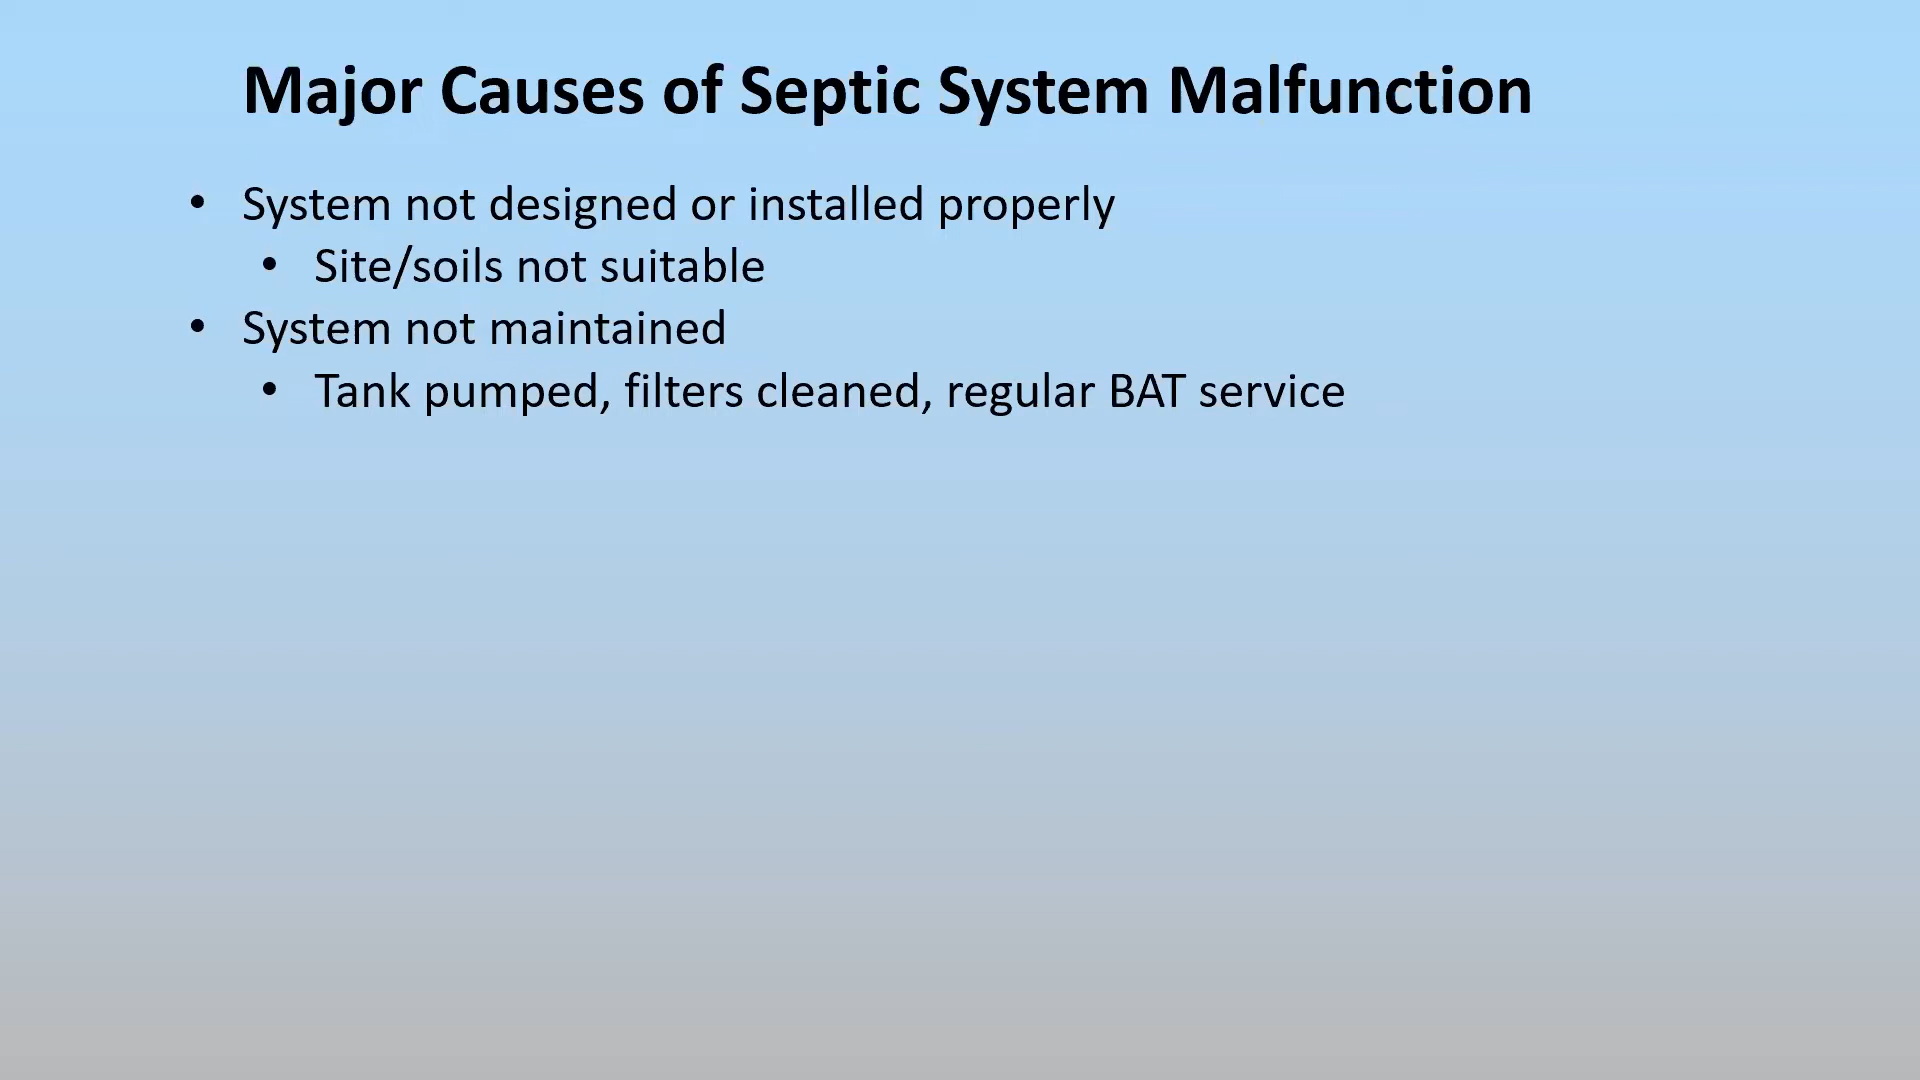 Major Causes of Septic System Malfunction
• System not designed or installed properly
• Site/soils not suitable
• System not maintained
• Tank pumped, filters cleaned, regular BAT service